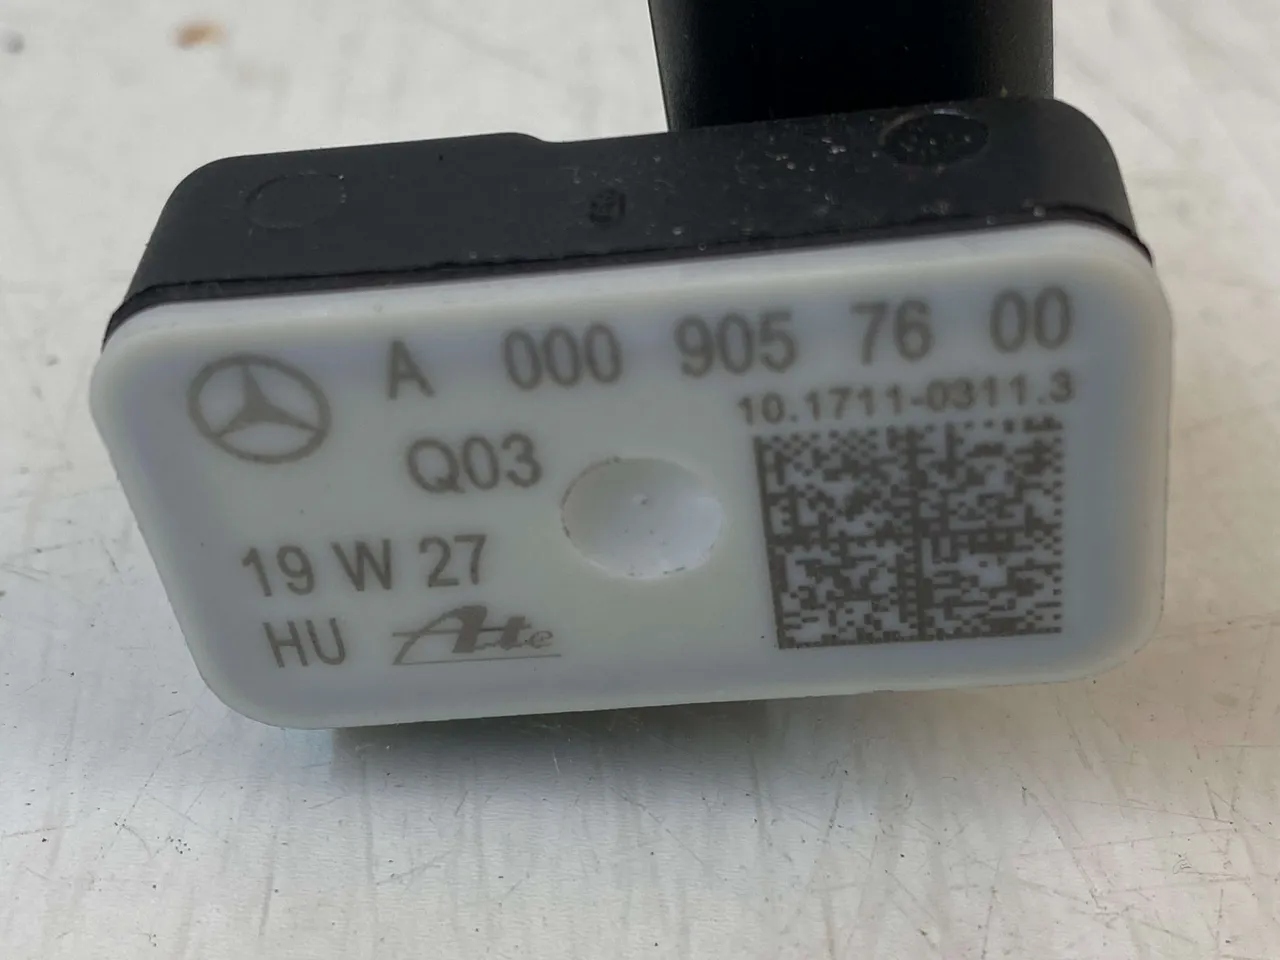 A 000 905 76 00
10.1711-0311.3
Q03
19 W 27
HU Ate